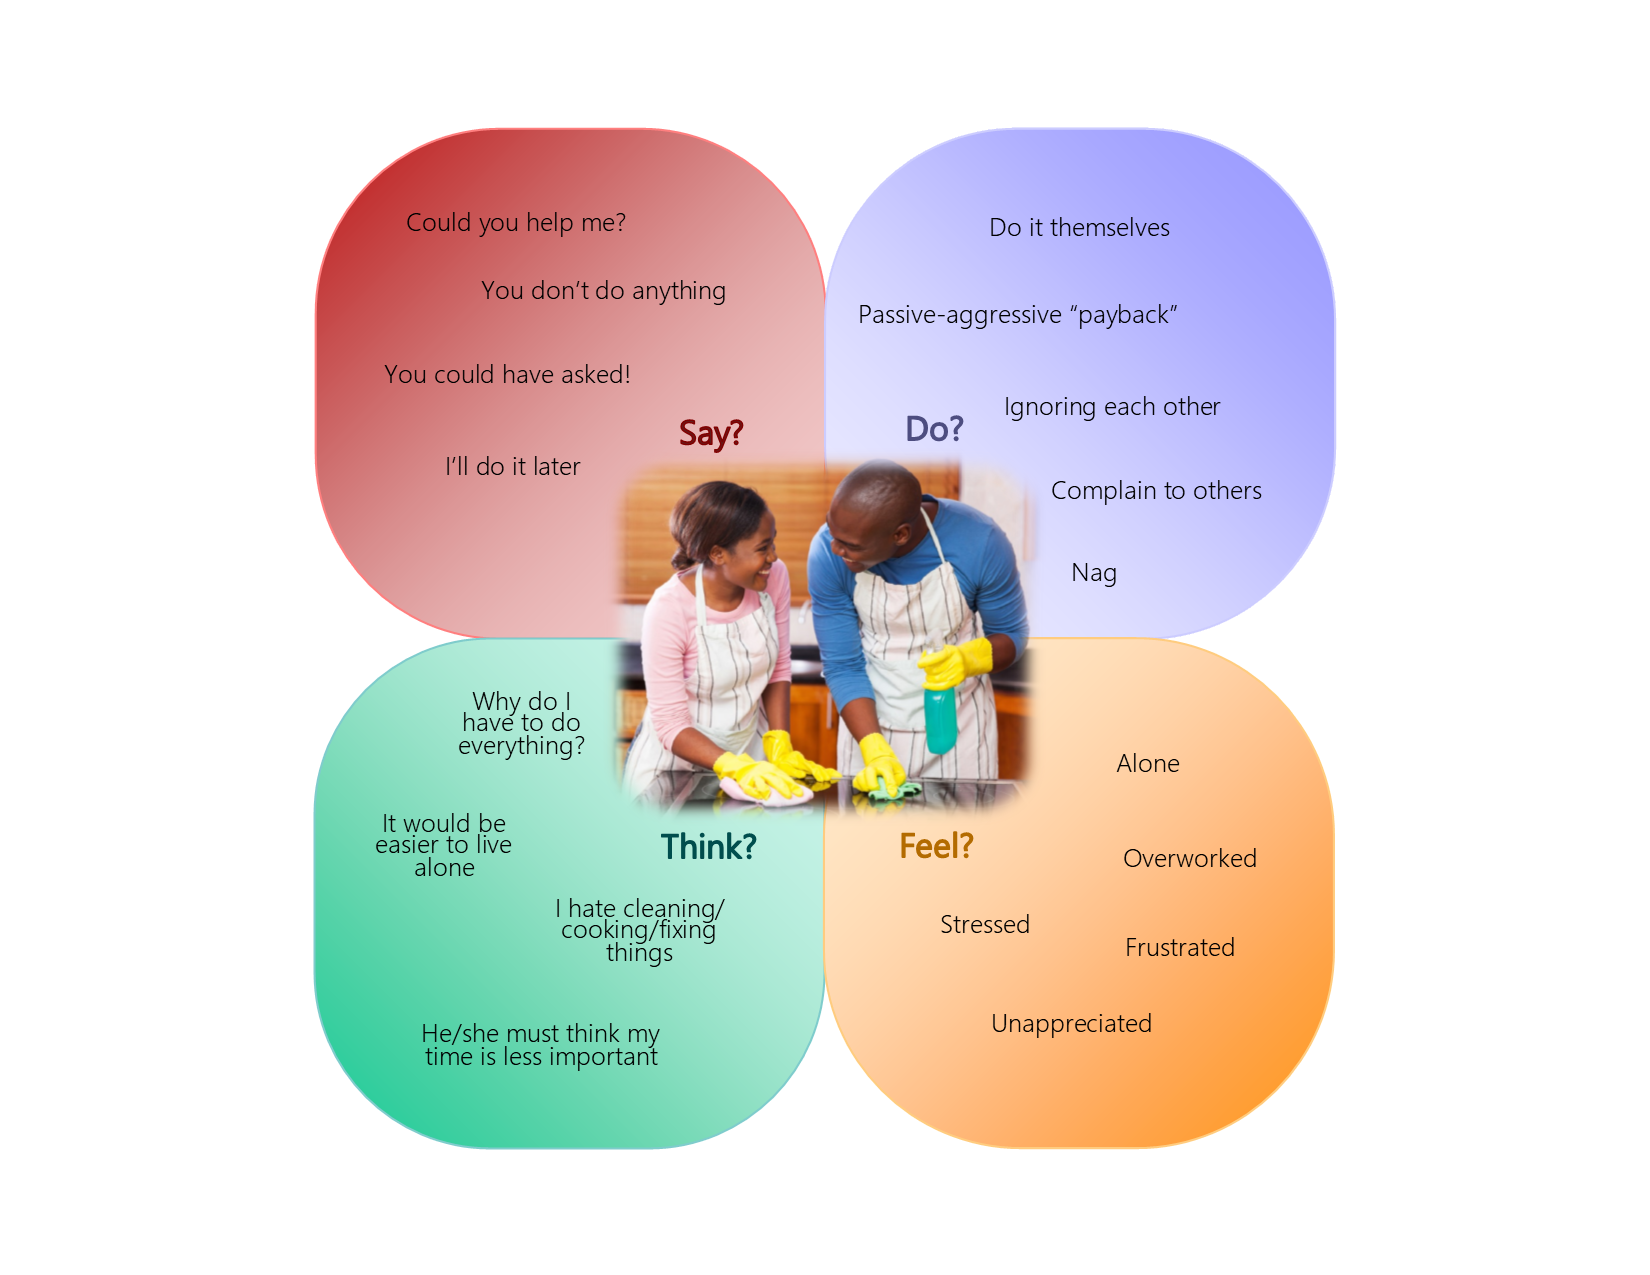 Could you help me?
You don’t do anything
You could have asked!
Say?
I’ll do it later
Do it themselves
Passive-aggressive “payback”
Ignoring each other
Do?
Complain to others
Nag
Why do I
have to do
everything?
It would be
easier to live
alone
Think?
I hate cleaning/
cooking/fixing
things
He/she must think my
time is less important
Alone
Feel?
Overworked
Stressed
Frustrated
Unappreciated